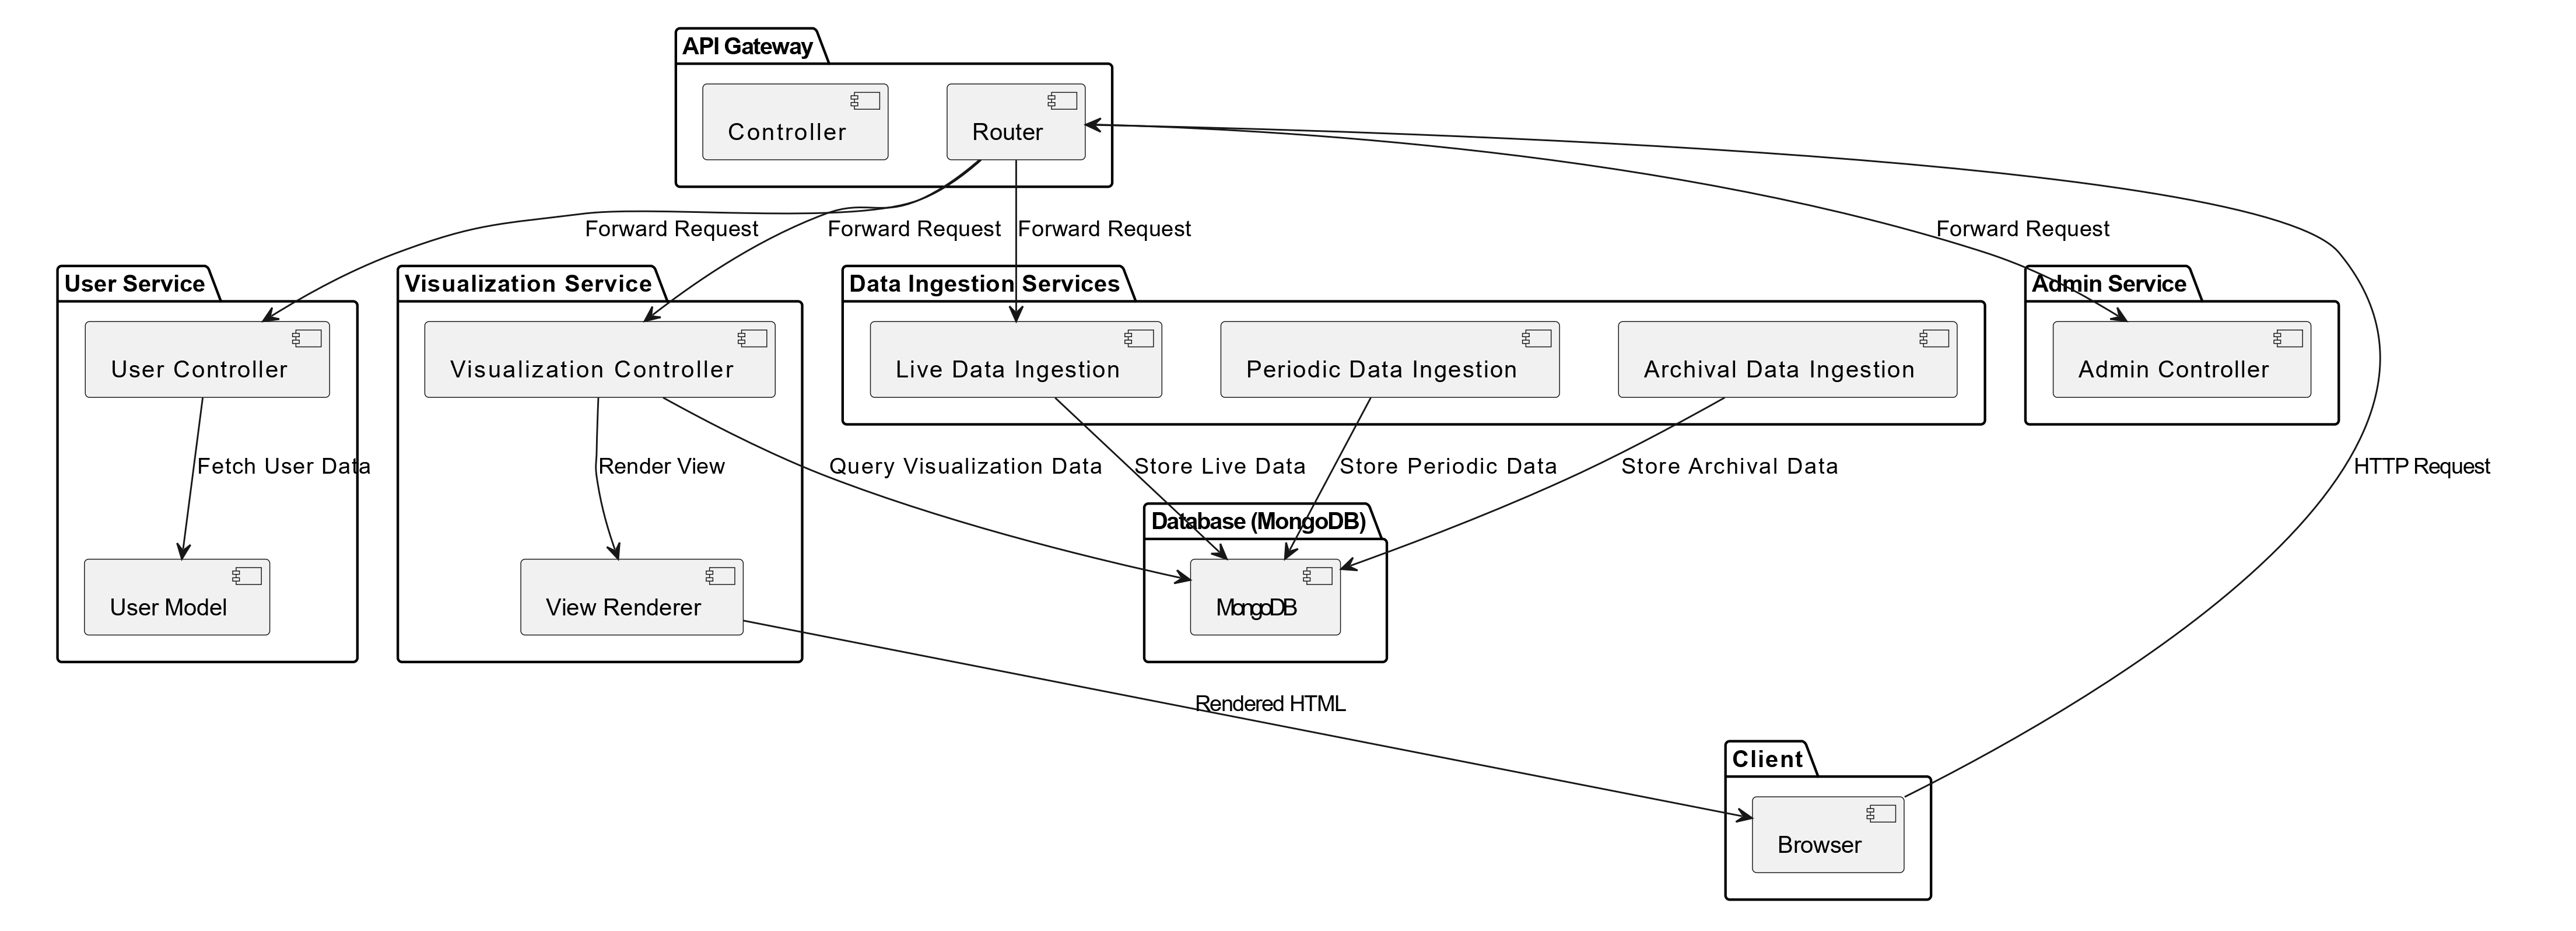 API Gateway
Controller
Router
Forward Request
Forward Request
Forward Request
Forward Request
User Service
Visualization Service
Data Ingestion Services
Admin Service
User Controller
Visualization Controller
Live Data Ingestion
Periodic Data Ingestion
Archival Data Ingestion
Admin Controller
Fetch User Data
Render View
Query Visualization Data
Store Live Data
Store Periodic Data
Store Archival Data
HTTP Request
Database (MongoDB)
User Model
View Renderer
MongoDB
Rendered HTML
Client
Browser